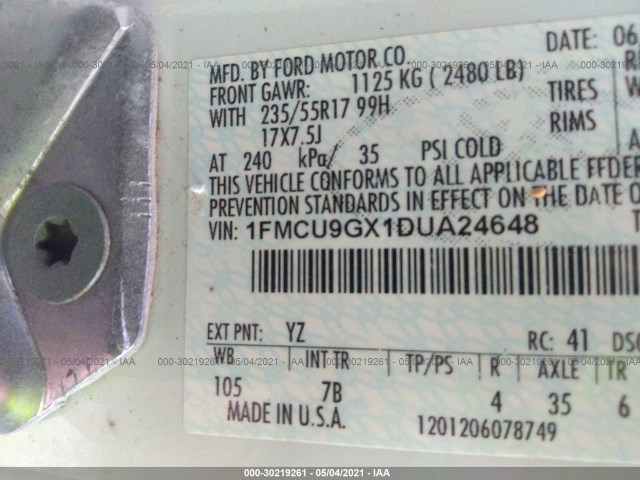 MFD. BY FORD MOTOR CO. DATE: 06
FRONT GAWR: 1125 KG ( 2480 LB)
WITH 235/55R17 99H TIRES
17X7.5J RIMS
AT 240 kPa/ 35 PSI COLD
THIS VEHICLE CONFORMS TO ALL APPLICABLE FEDER
PREVENTION STANDARDS IN EFFECT ON THE DATE O
VIN: 1FMCU9GX1DUA24648
EXT PNT: YZ RC: 41 DSO
WB INT TR TP/PS R AXLE TR
105 7B 4 35 6
MADE IN U.S.A. 1201206078749
000-30219261 - 05/04/2021 - IAA